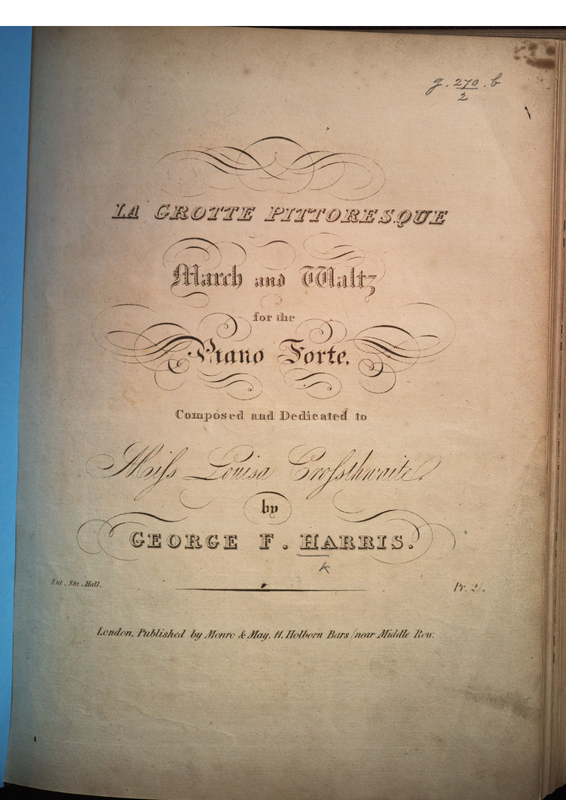 g. 270. b
2
LA GROTTE PITTORESQUE
March and Waltz
for the
Piano Forte.
Composed and Dedicated to
Miſs Louisa Croſsthwaite,
by
GEORGE F. HARRIS.
k
Ent. Sta. Hall. Pr. 2/.
London, Published by Monro & May, 11, Holborn Bars (near Middle Row.